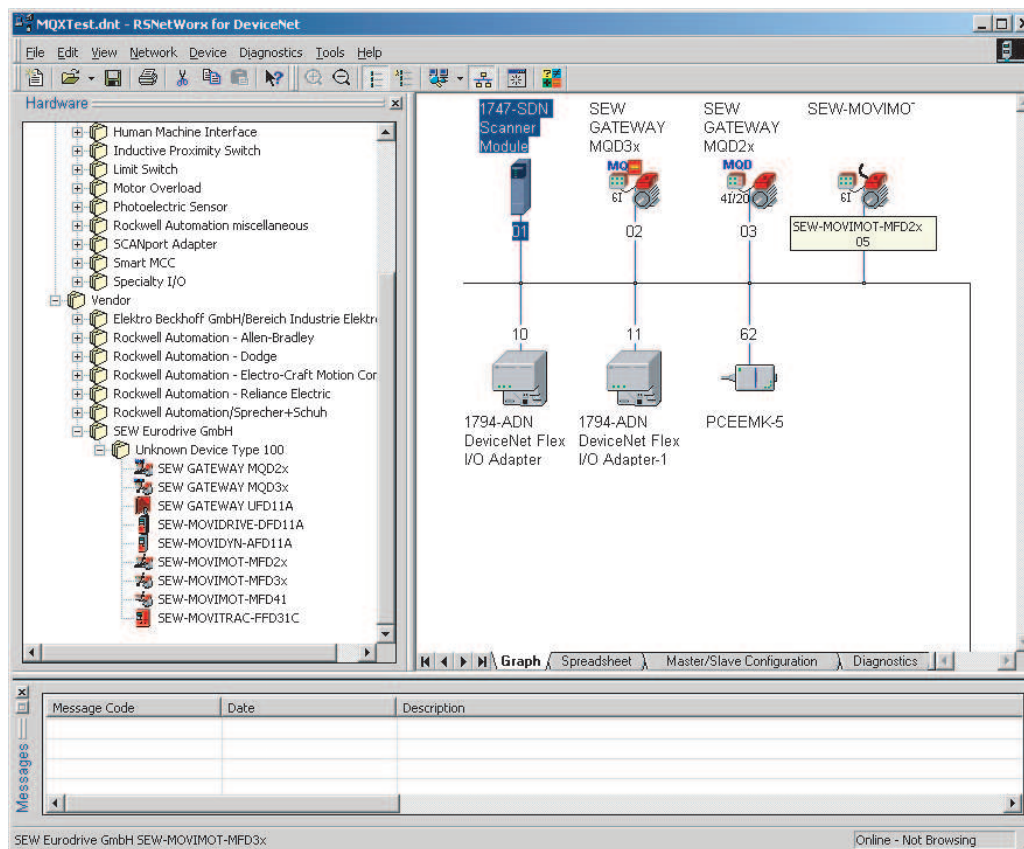 MQXTest.dnt - RSNetWorx for DeviceNet
File Edit View Network Device Diagnostics Tools Help
Hardware
Human Machine Interface
Inductive Proximity Switch
Limit Switch
Motor Overload
Photoelectric Sensor
Rockwell Automation miscellaneous
SCANport Adapter
Smart MCC
Specialty I/O
Vendor
Elektro Beckhoff GmbH/Bereich Industrie Elektr
Rockwell Automation - Allen-Bradley
Rockwell Automation - Dodge
Rockwell Automation - Electro-Craft Motion Cor
Rockwell Automation - Reliance Electric
Rockwell Automation/Sprecher+Schuh
SEW Eurodrive GmbH
Unknown Device Type 100
SEW GATEWAY MQD2x
SEW GATEWAY MQD3x
SEW GATEWAY UFD11A
SEW-MOVIDRIVE-DFD11A
SEW-MOVIDYN-AFD11A
SEW-MOVIMOT-MFD2x
SEW-MOVIMOT-MFD3x
SEW-MOVIMOT-MFD41
SEW-MOVITRAC-FFD31C
1747-SDN
Scanner
Module
01
SEW
GATEWAY
MQD3x
MQ
6I
02
SEW
GATEWAY
MQD2x
MQD
4I/2O
03
SEW-MOVIMOT
6I
SEW-MOVIMOT-MFD2x
05
10
1794-ADN
DeviceNet Flex
I/O Adapter
11
1794-ADN
DeviceNet Flex
I/O Adapter-1
62
PCEEMK-5
Graph Spreadsheet Master/Slave Configuration Diagnostics
Messages
Message Code Date Description
SEW Eurodrive GmbH SEW-MOVIMOT-MFD3x Online - Not Browsing